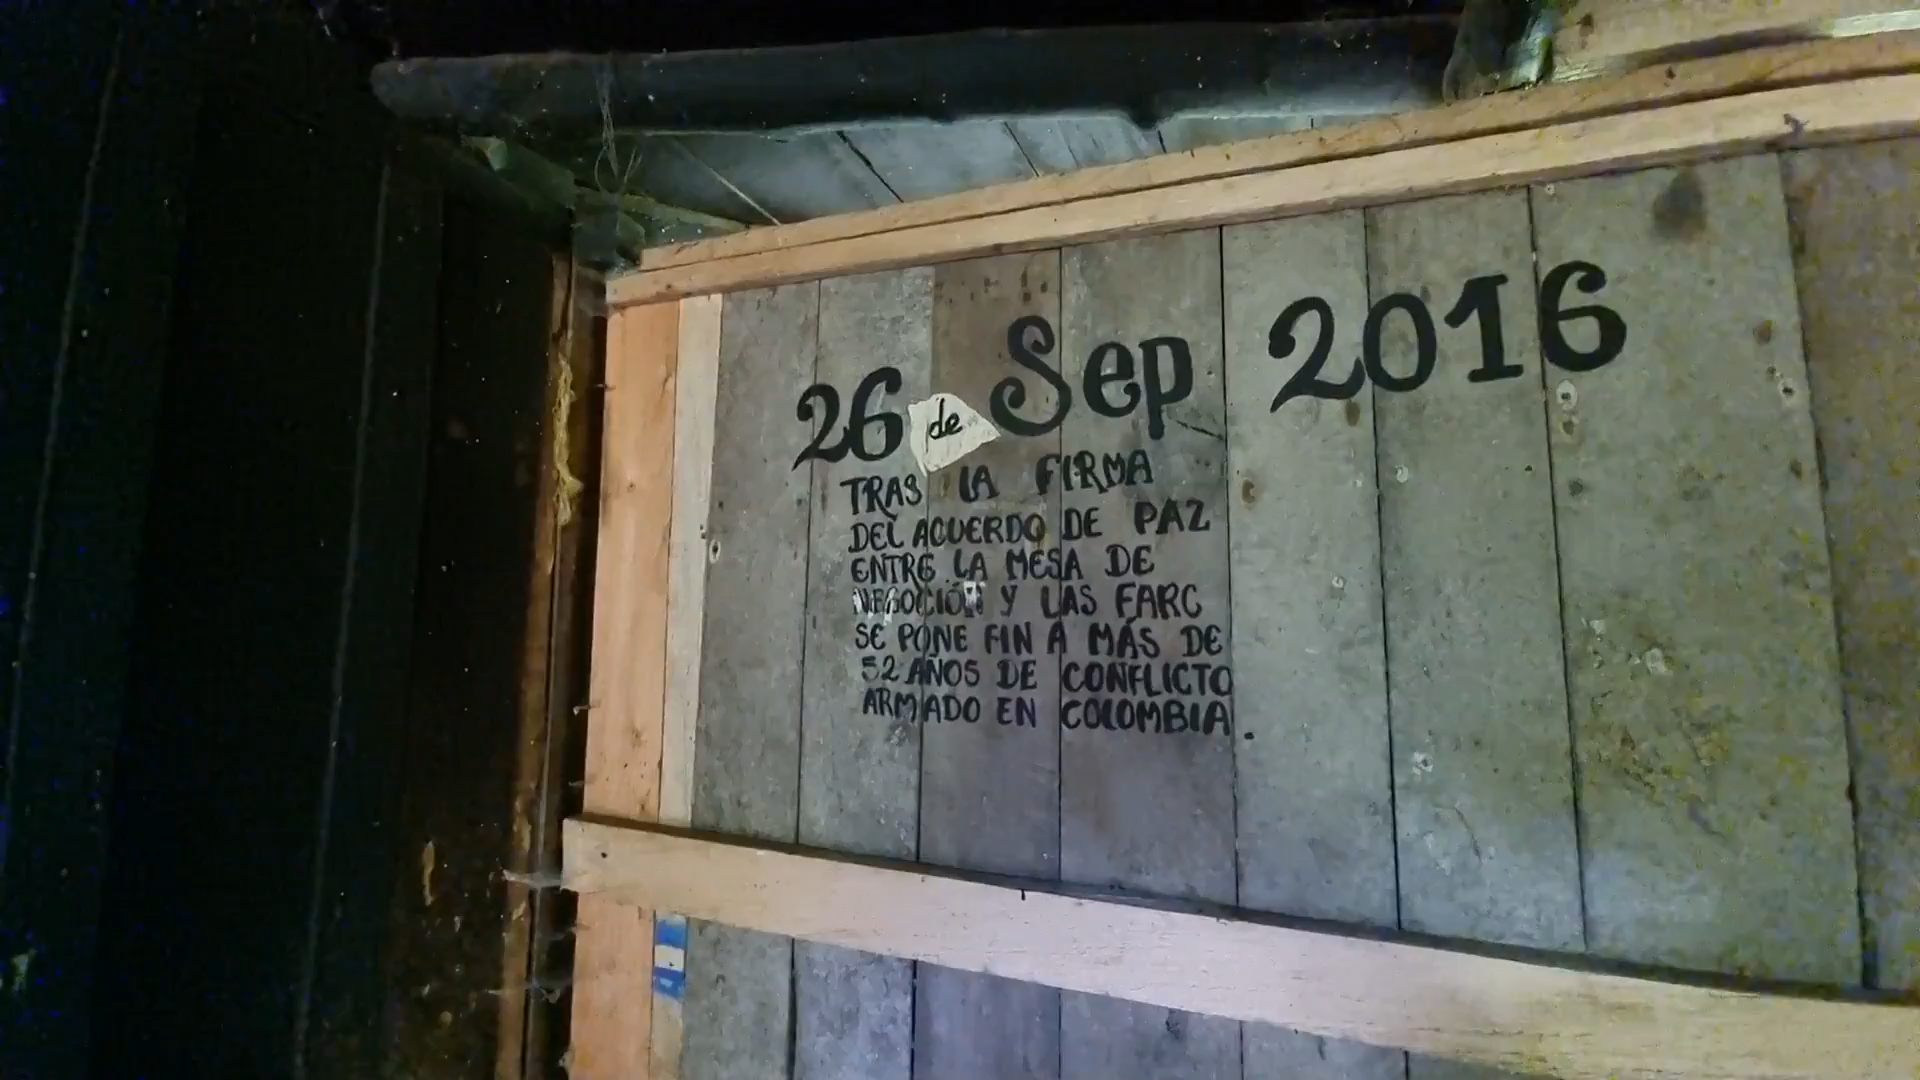 26 de Sep 2016
TRAS LA FIRMA
DEL ACUERDO DE PAZ
ENTRE LA MESA DE
NEGOCIÓN Y LAS FARC
SE PONE FIN A MÁS DE
52 AÑOS DE CONFLICTO
ARMADO EN COLOMBIA.